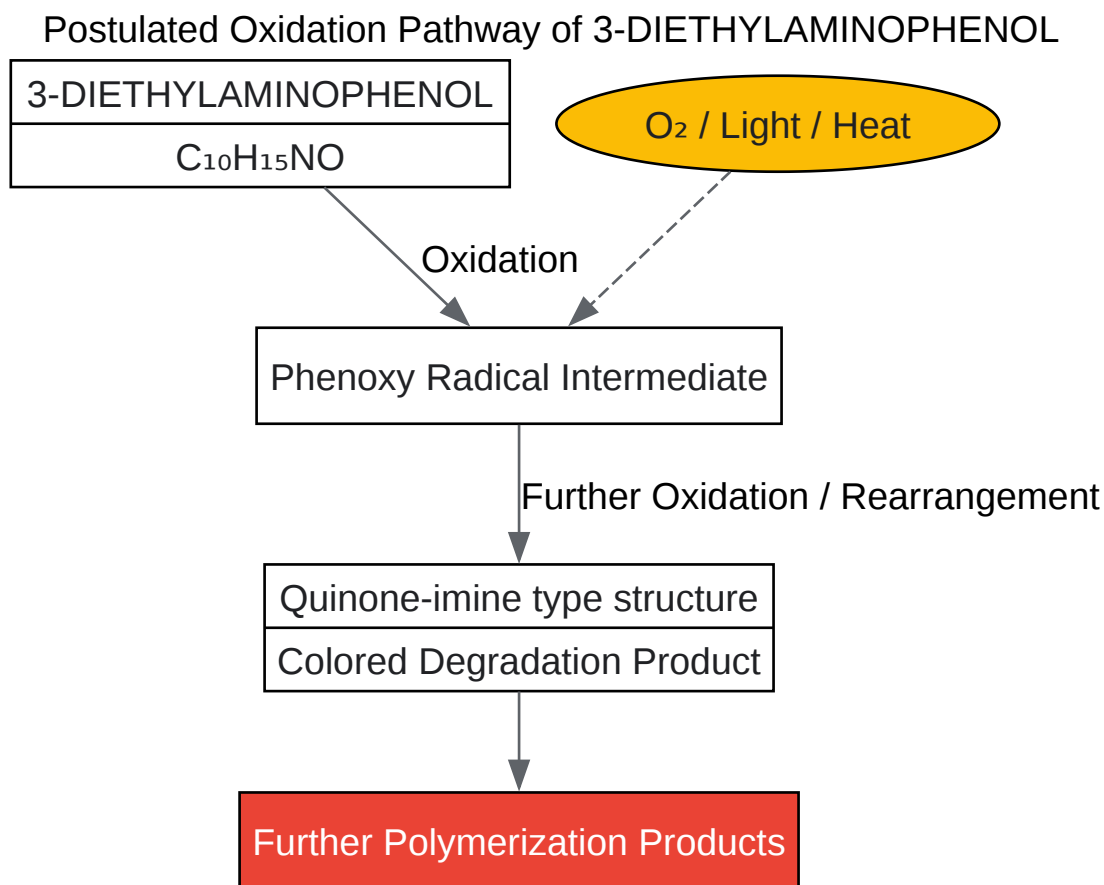 Postulated Oxidation Pathway of 3-DIETHYLAMINOPHENOL
3-DIETHYLAMINOPHENOL
C₁₀H₁₅NO
O₂ / Light / Heat
Oxidation
Phenoxy Radical Intermediate
Further Oxidation / Rearrangement
Quinone-imine type structure
Colored Degradation Product
Further Polymerization Products